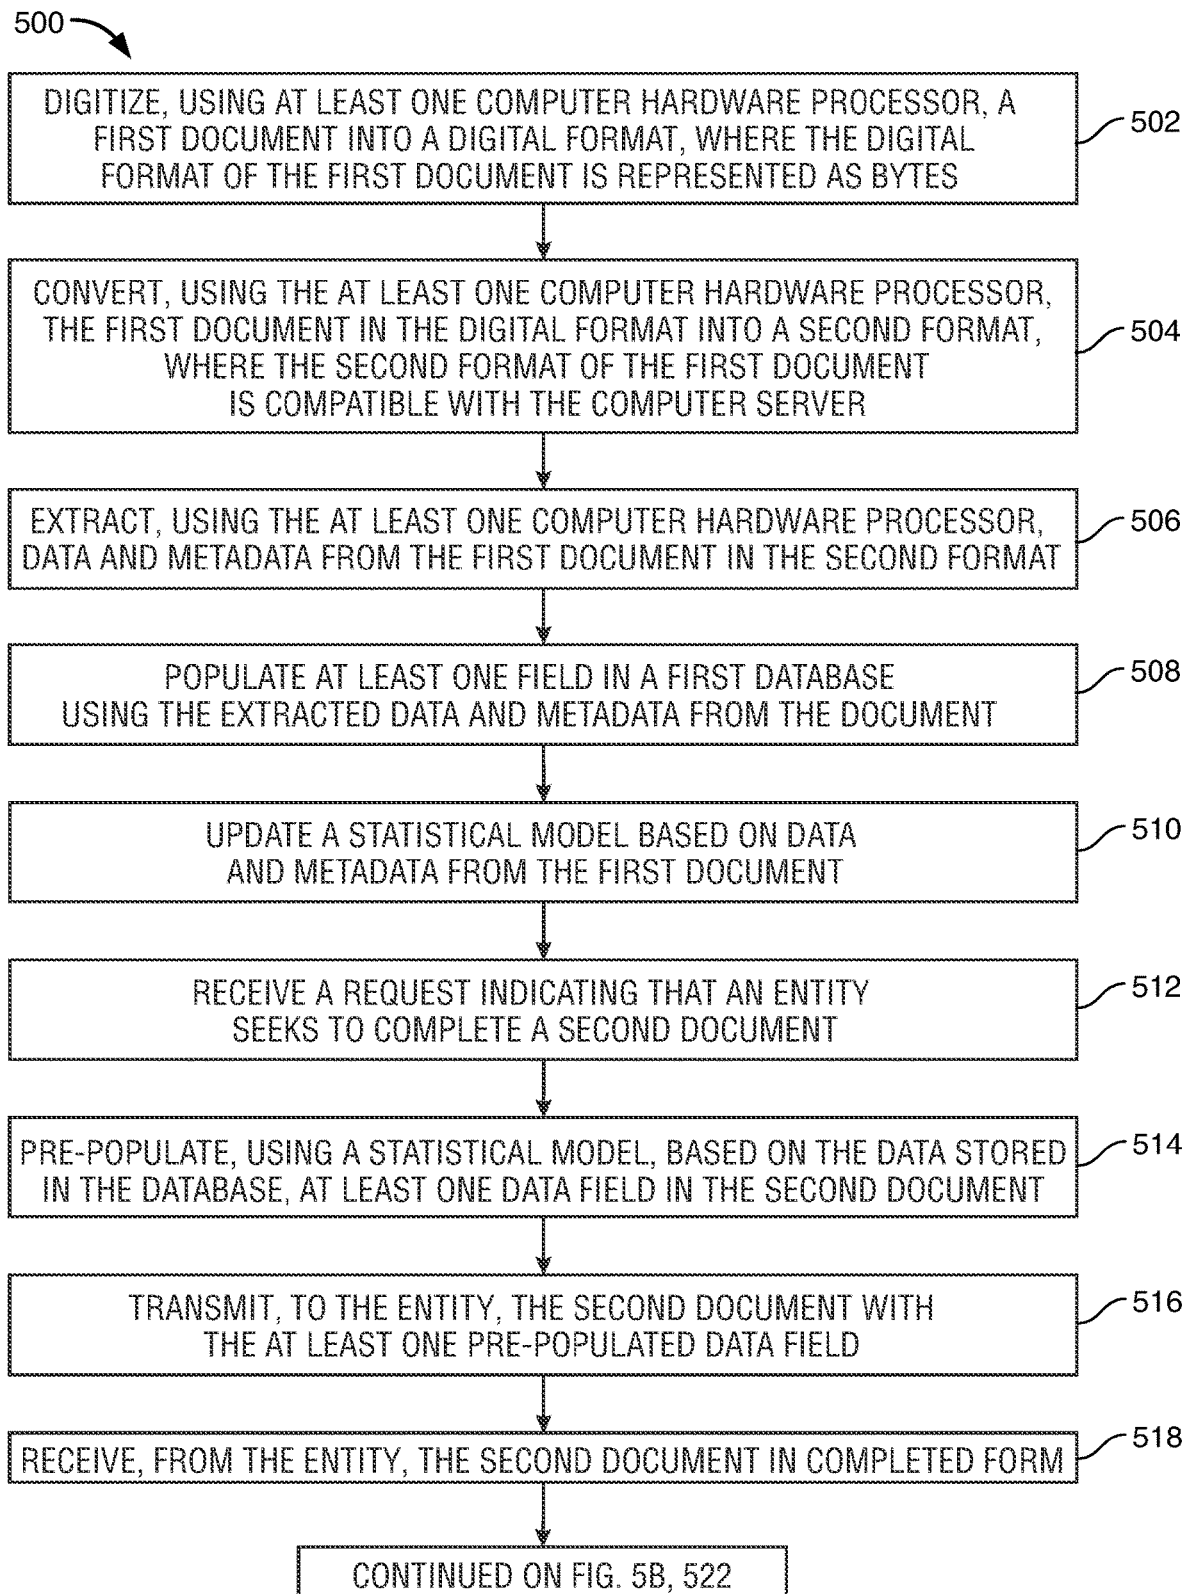 500
DIGITIZE, USING AT LEAST ONE COMPUTER HARDWARE PROCESSOR, A
FIRST DOCUMENT INTO A DIGITAL FORMAT, WHERE THE DIGITAL
FORMAT OF THE FIRST DOCUMENT IS REPRESENTED AS BYTES
502
CONVERT, USING THE AT LEAST ONE COMPUTER HARDWARE PROCESSOR,
THE FIRST DOCUMENT IN THE DIGITAL FORMAT INTO A SECOND FORMAT,
WHERE THE SECOND FORMAT OF THE FIRST DOCUMENT
IS COMPATIBLE WITH THE COMPUTER SERVER
504
EXTRACT, USING THE AT LEAST ONE COMPUTER HARDWARE PROCESSOR,
DATA AND METADATA FROM THE FIRST DOCUMENT IN THE SECOND FORMAT
506
POPULATE AT LEAST ONE FIELD IN A FIRST DATABASE
USING THE EXTRACTED DATA AND METADATA FROM THE DOCUMENT
508
UPDATE A STATISTICAL MODEL BASED ON DATA
AND METADATA FROM THE FIRST DOCUMENT
510
RECEIVE A REQUEST INDICATING THAT AN ENTITY
SEEKS TO COMPLETE A SECOND DOCUMENT
512
PRE-POPULATE, USING A STATISTICAL MODEL, BASED ON THE DATA STORED
IN THE DATABASE, AT LEAST ONE DATA FIELD IN THE SECOND DOCUMENT
514
TRANSMIT, TO THE ENTITY, THE SECOND DOCUMENT WITH
THE AT LEAST ONE PRE-POPULATED DATA FIELD
516
RECEIVE, FROM THE ENTITY, THE SECOND DOCUMENT IN COMPLETED FORM
518
CONTINUED ON FIG. 5B, 522